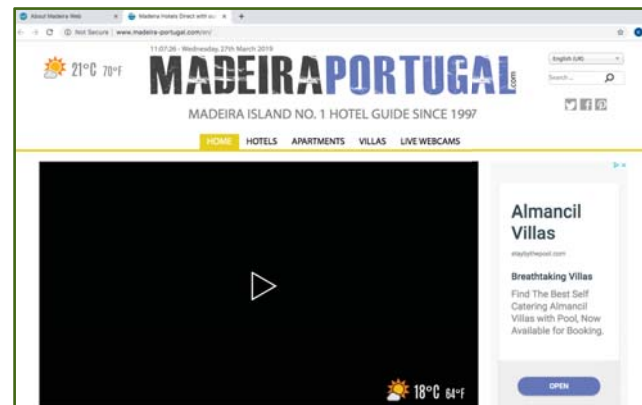 About Madeira Web
Madeira Hotels Direct with ou
Not Secure | www.madeira-portugal.com/en/
11:07:26 - Wednesday, 27th March 2019
English (UK)
21°C 70°F
MADEIRAPORTUGAL.com
Search ...
MADEIRA ISLAND NO. 1 HOTEL GUIDE SINCE 1997
HOME HOTELS APARTMENTS VILLAS LIVE WEBCAMS
Almancil
Villas
staybythepool.com
Breathtaking Villas
Find The Best Self
Catering Almancil
Villas with Pool, Now
Available for Booking.
18°C 64°F
OPEN